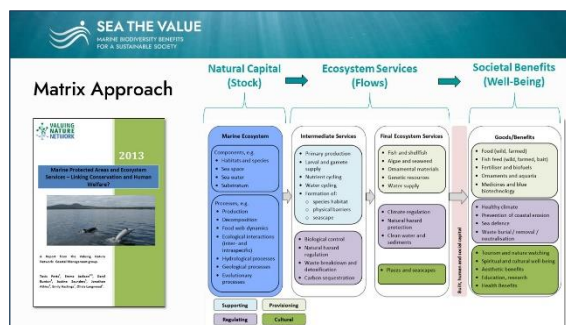 SEA THE VALUE
MARINE BIODIVERSITY BENEFITS
FOR A SUSTAINABLE SOCIETY
Matrix Approach
VALUING
NATURE
NETWORK
2013
Marine Protected Areas and Ecosystem
Services – Linking Conservation and Human
Welfare?
Natural Capital
(Stock)
Ecosystem Services
(Flows)
Societal Benefits
(Well-Being)
Marine Ecosystem
Components, e.g.
Habitats and species
Sea space
Sea water
Substratum
Processes, e.g.
Production
Decomposition
Food web dynamics
Ecological interactions
(inter- and
intraspecific)
Hydrological processes
Geological processes
Evolutionary
processes
Intermediate Services
Primary production
Larval and gamete
supply
Nutrient cycling
Water cycling
Formation of:
species habitat
physical barriers
seascape
Biological control
Natural hazard
regulation
Waste breakdown and
detoxification
Carbon sequestration
Final Ecosystem Services
Fish and shellfish
Algae and seaweed
Ornamental materials
Genetic resources
Water supply
Climate regulation
Natural hazard
protection
Clean water and
sediments
Places and seascapes
Built, human and social capital
Goods/Benefits
Food (wild, farmed)
Fish feed (wild, farmed, bait)
Fertiliser and biofuels
Ornaments and aquaria
Medicines and blue
biotechnology
Healthy climate
Prevention of coastal erosion
Sea defence
Waste burial / removal /
neutralisation
Tourism and nature watching
Spiritual and cultural well-being
Aesthetic benefits
Education, research
Health Benefits
Supporting
Provisioning
Regulating
Cultural